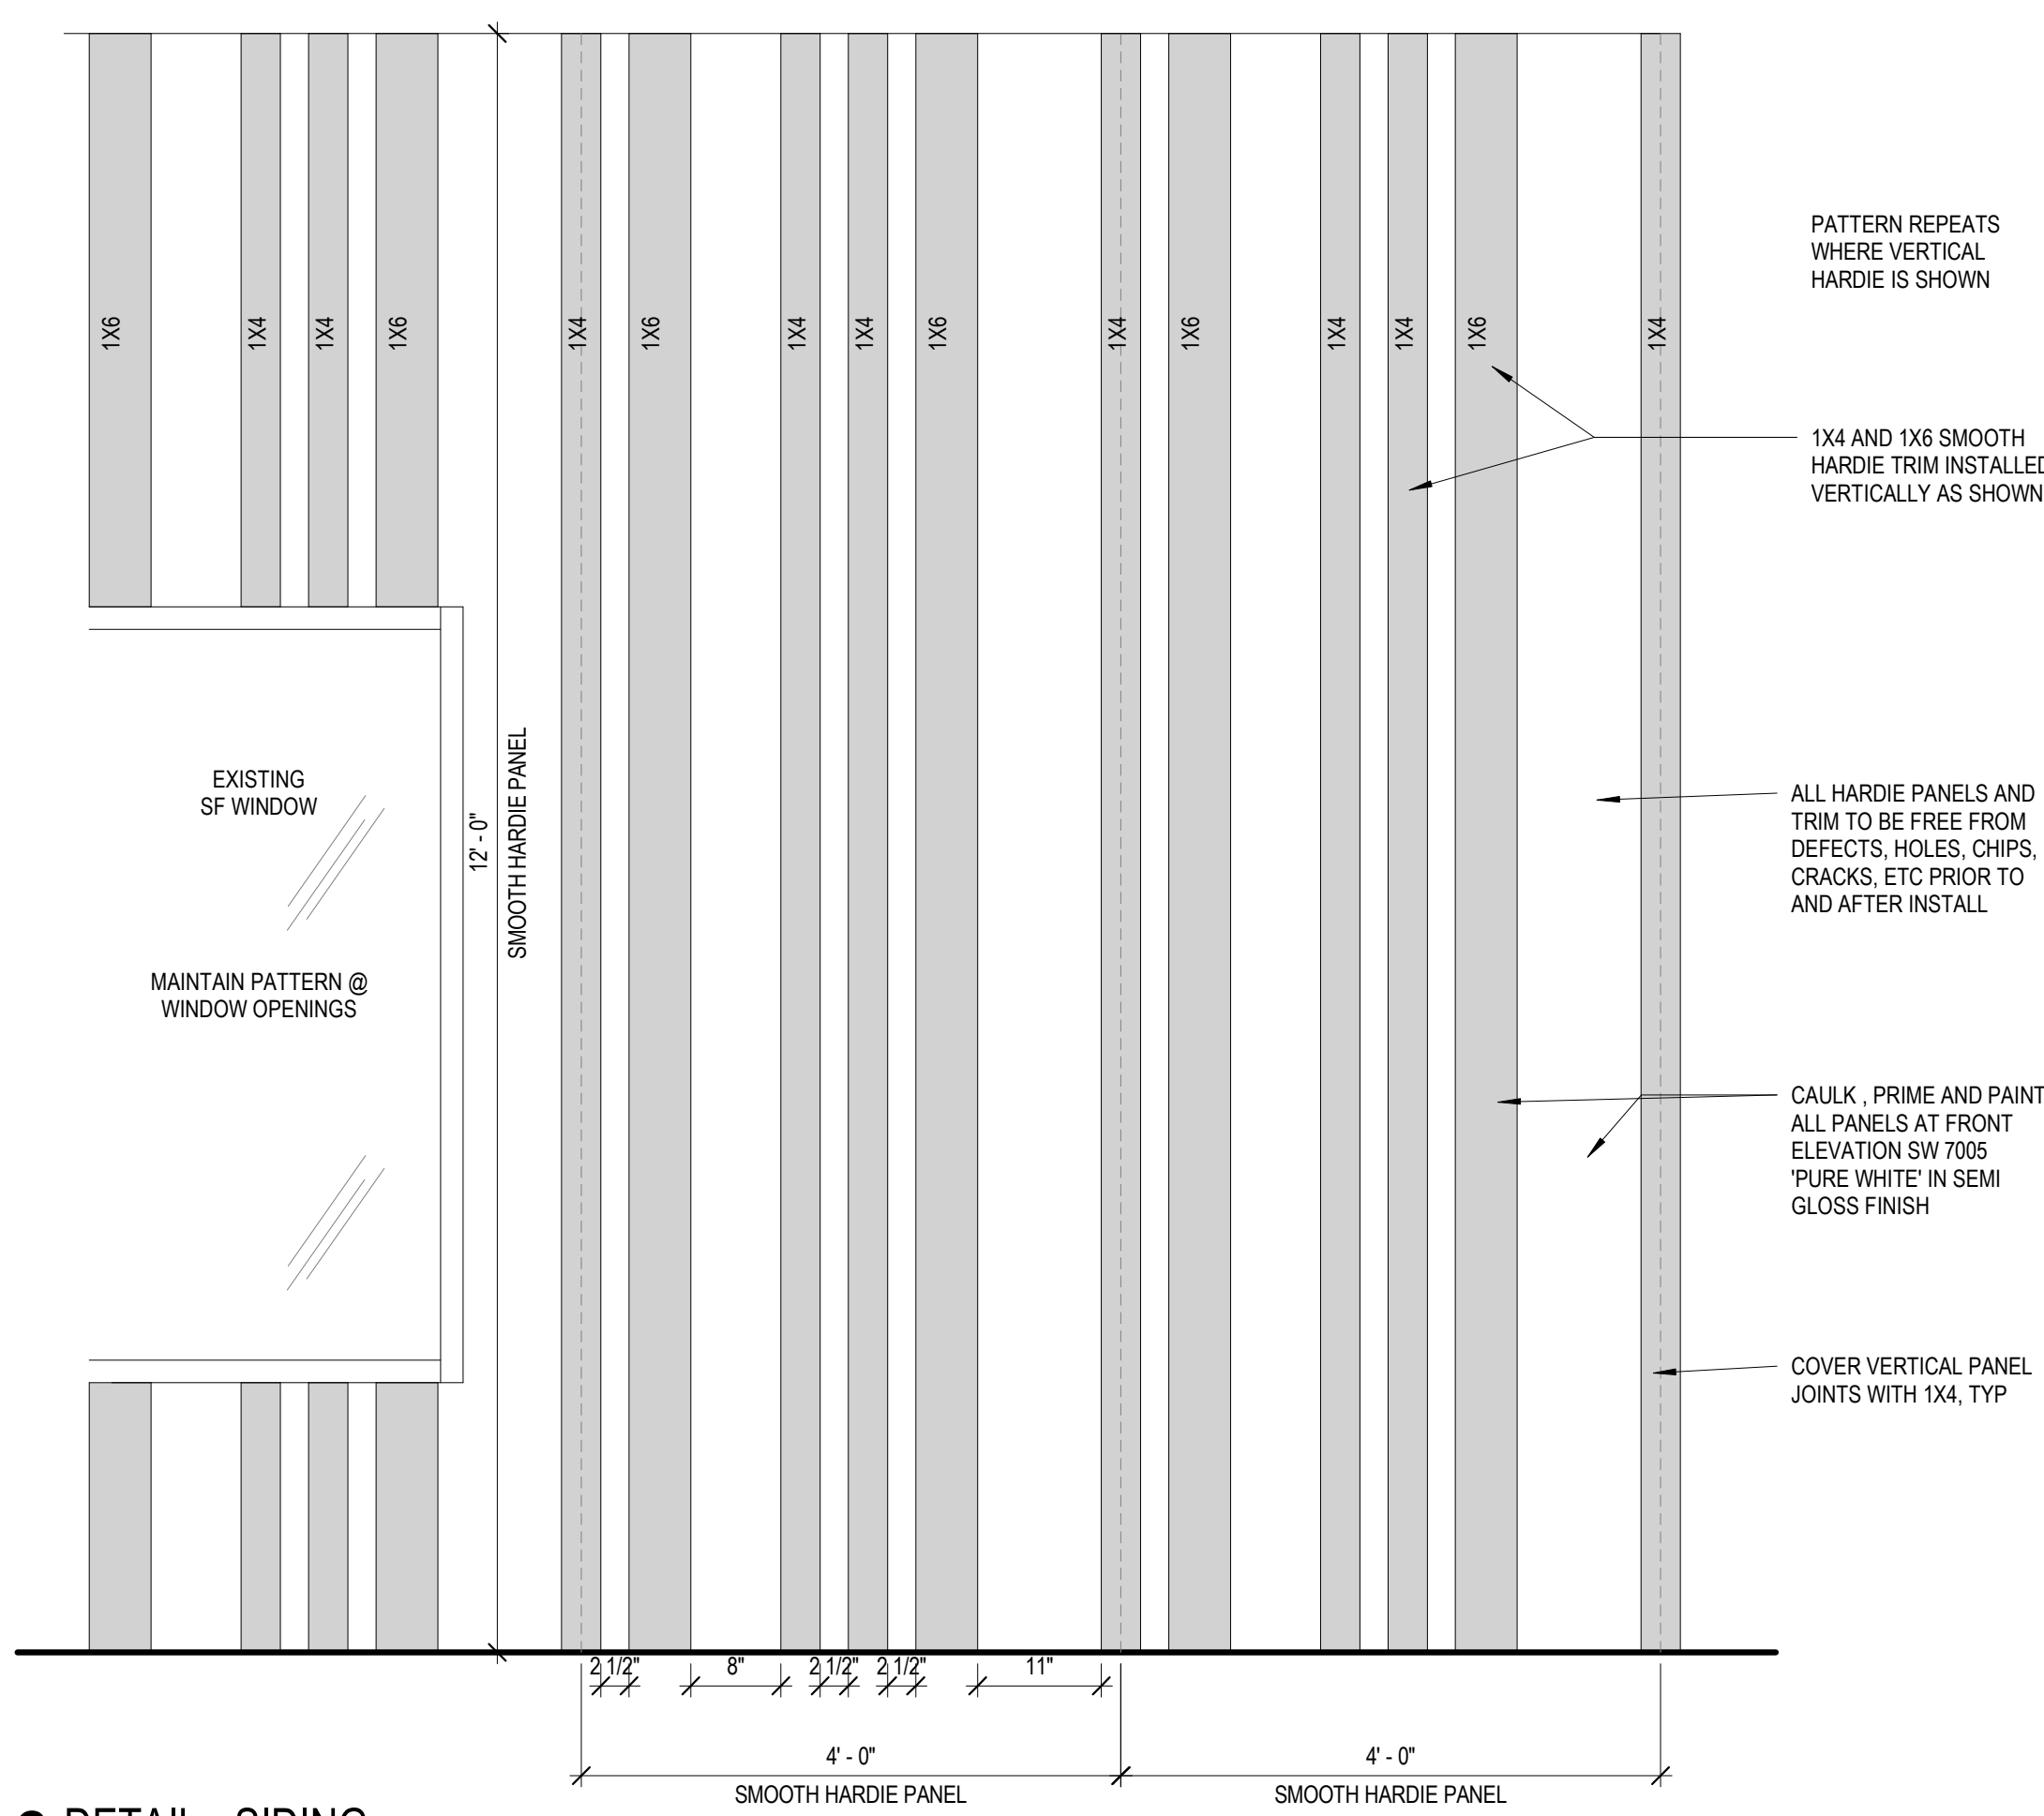 PATTERN REPEATS
WHERE VERTICAL
HARDIE IS SHOWN
1X6
1X4
1X4
1X6
1X4
1X6
1X4
1X4
1X6
1X4
1X6
1X4
1X4
1X6
1X4
1X4 AND 1X6 SMOOTH
HARDIE TRIM INSTALLED
VERTICALLY AS SHOWN
EXISTING
SF WINDOW
MAINTAIN PATTERN @
WINDOW OPENINGS
12' - 0"
SMOOTH HARDIE PANEL
ALL HARDIE PANELS AND
TRIM TO BE FREE FROM
DEFECTS, HOLES, CHIPS,
CRACKS, ETC PRIOR TO
AND AFTER INSTALL
CAULK , PRIME AND PAINT
ALL PANELS AT FRONT
ELEVATION SW 7005
'PURE WHITE' IN SEMI
GLOSS FINISH
COVER VERTICAL PANEL
JOINTS WITH 1X4, TYP
2 1/2"
8"
2 1/2"
2 1/2"
11"
4' - 0"
4' - 0"
SMOOTH HARDIE PANEL
SMOOTH HARDIE PANEL
DETAIL - SIDING